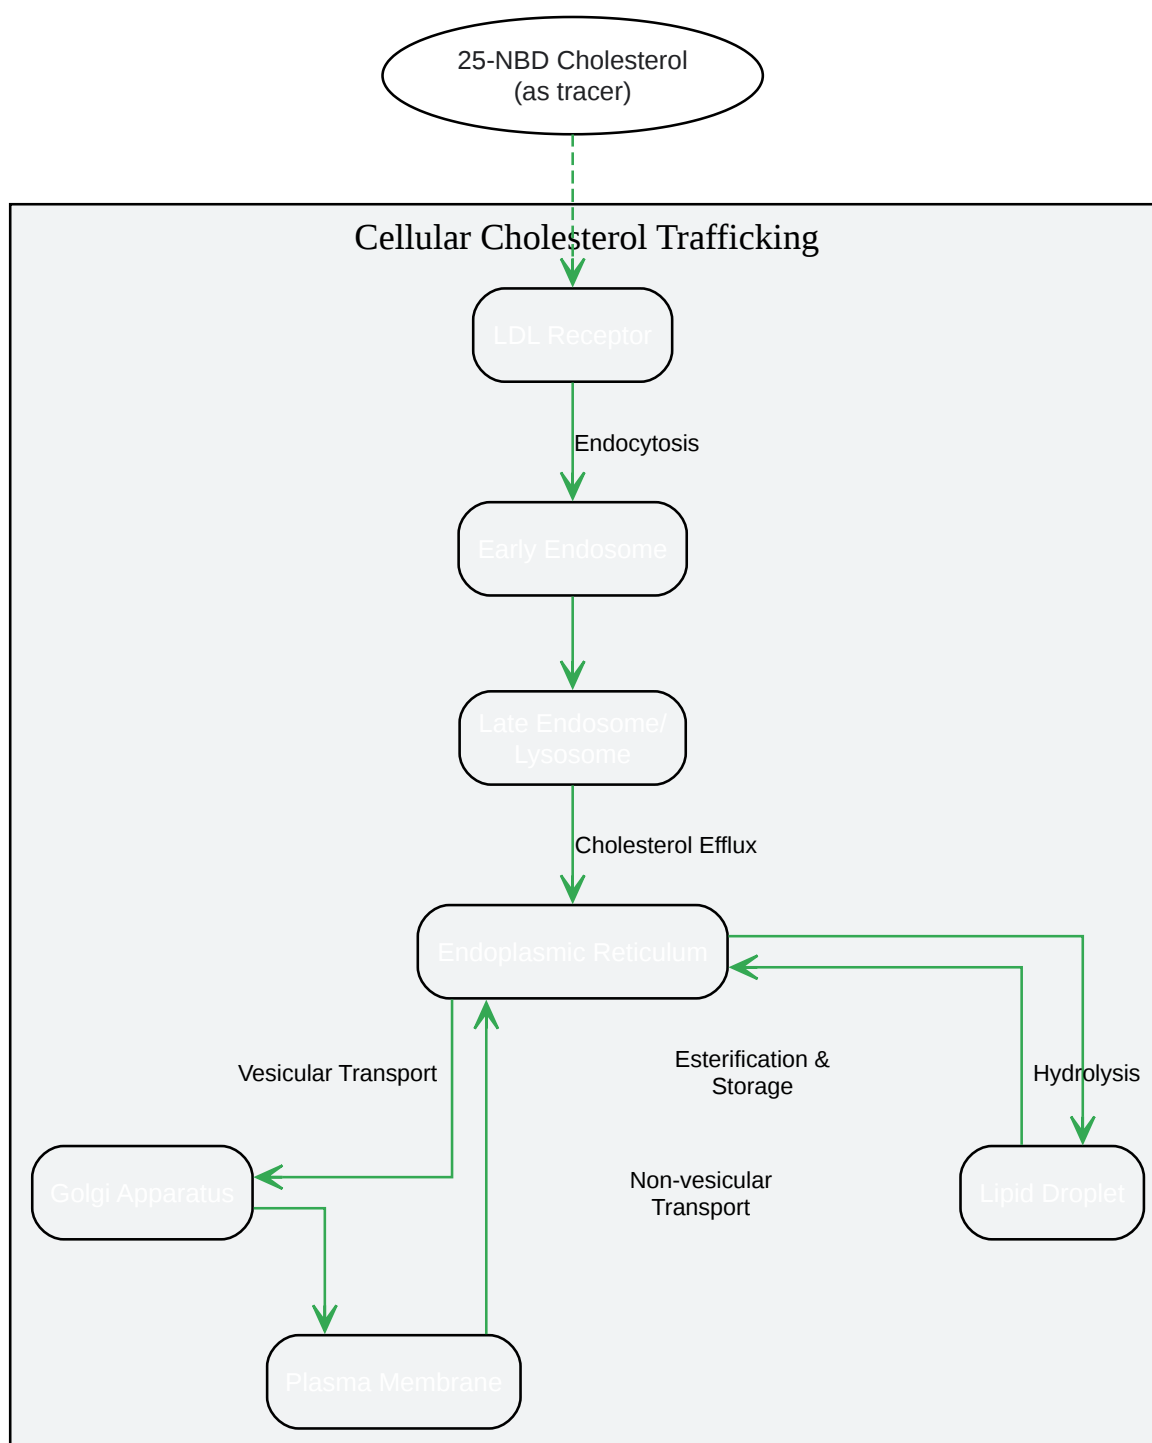 25-NBD Cholesterol
(as tracer)
Cellular Cholesterol Trafficking
LDL Receptor
Endocytosis
Early Endosome
Late Endosome/
Lysosome
Cholesterol Efflux
Endoplasmic Reticulum
Vesicular Transport
Esterification &
Storage
Hydrolysis
Golgi Apparatus
Non-vesicular
Transport
Lipid Droplet
Plasma Membrane